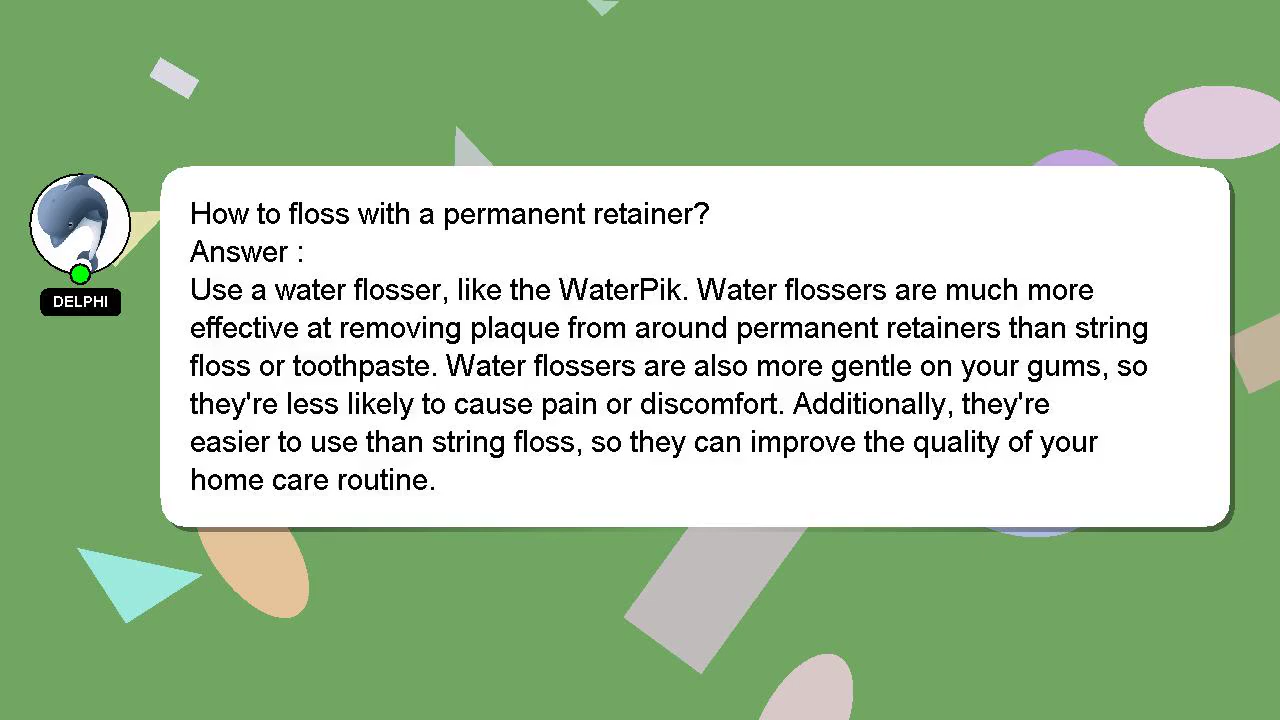 How to floss with a permanent retainer?
Answer :
Use a water flosser, like the WaterPik. Water flossers are much more
effective at removing plaque from around permanent retainers than string
floss or toothpaste. Water flossers are also more gentle on your gums, so
they're less likely to cause pain or discomfort. Additionally, they're
easier to use than string floss, so they can improve the quality of your
home care routine.
DELPHI